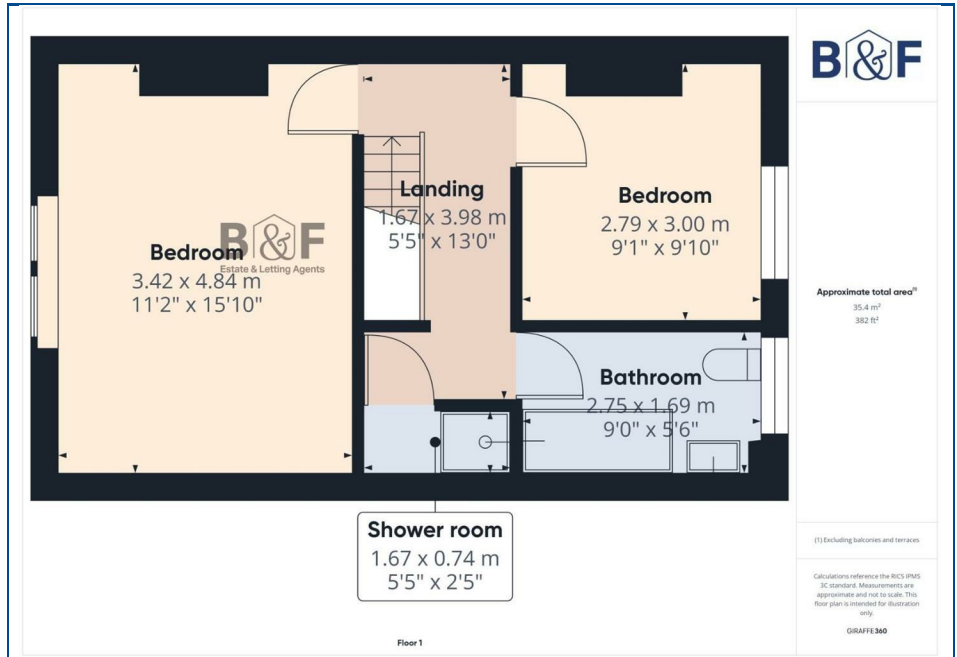 B&F
Bedroom
3.42 x 4.84 m
11'2" x 15'10"
B&F
Estate & Letting Agents
Landing
1.67 x 3.98 m
5'5" x 13'0"
Bedroom
2.79 x 3.00 m
9'1" x 9'10"
Bathroom
2.75 x 1.69 m
9'0" x 5'6"
Shower room
1.67 x 0.74 m
5'5" x 2'5"
Floor 1
Approximate total area(1)
35.4 m²
382 ft²
(1) Excluding balconies and terraces
Calculations reference the RICS IPMS
3C standard. Measurements are
approximate and not to scale. This
floor plan is intended for illustration
only.
GIRAFFE360